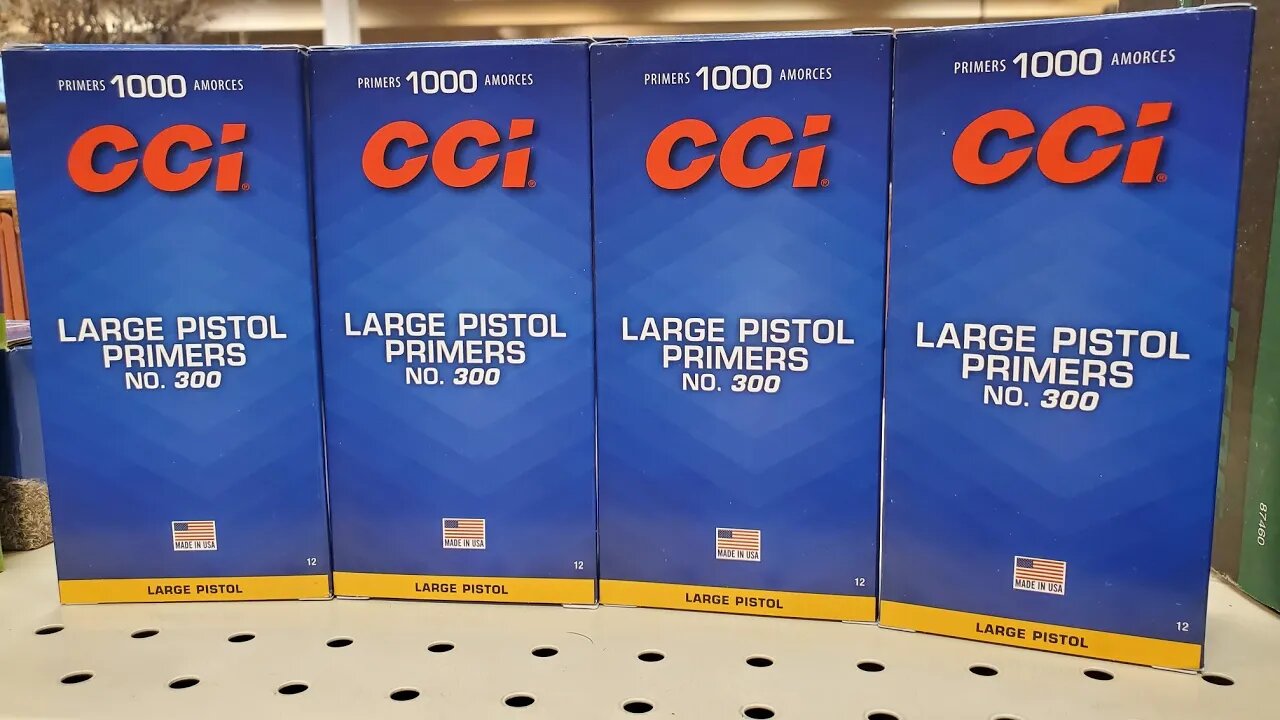 PRIMERS 1000 AMORCES
CCI®
LARGE PISTOL
PRIMERS
NO. 300
MADE IN USA
12
LARGE PISTOL
PRIMERS 1000 AMORCES
CCI®
LARGE PISTOL
PRIMERS
NO. 300
MADE IN USA
12
LARGE PISTOL
PRIMERS 1000 AMORCES
CCI®
LARGE PISTOL
PRIMERS
NO. 300
MADE IN USA
12
LARGE PISTOL
PRIMERS 1000 AMORCES
CCI®
LARGE PISTOL
PRIMERS
NO. 300
MADE IN USA
12
LARGE PISTOL
87460